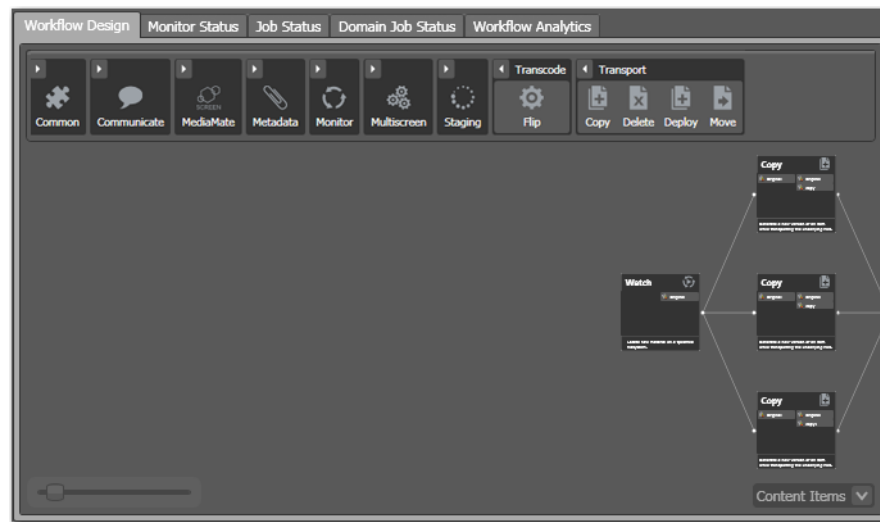 Workflow Design Monitor Status Job Status Domain Job Status Workflow Analytics
Transcode Transport
SCREEN
Common Communicate MediaMate Metadata Monitor Multiscreen Staging Flip Copy Delete Deploy Move
Copy
Watch
Copy
Copy
Content Items